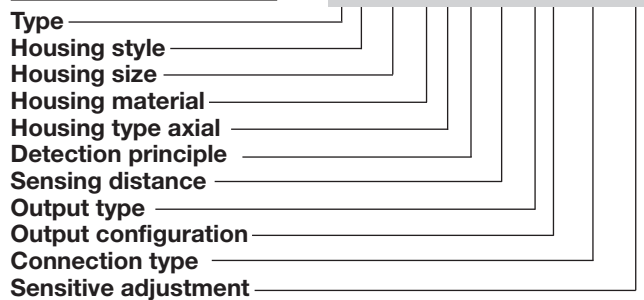 Type
Housing style
Housing size
Housing material
Housing type axial
Detection principle
Sensing distance
Output type
Output configuration
Connection type
Sensitive adjustment